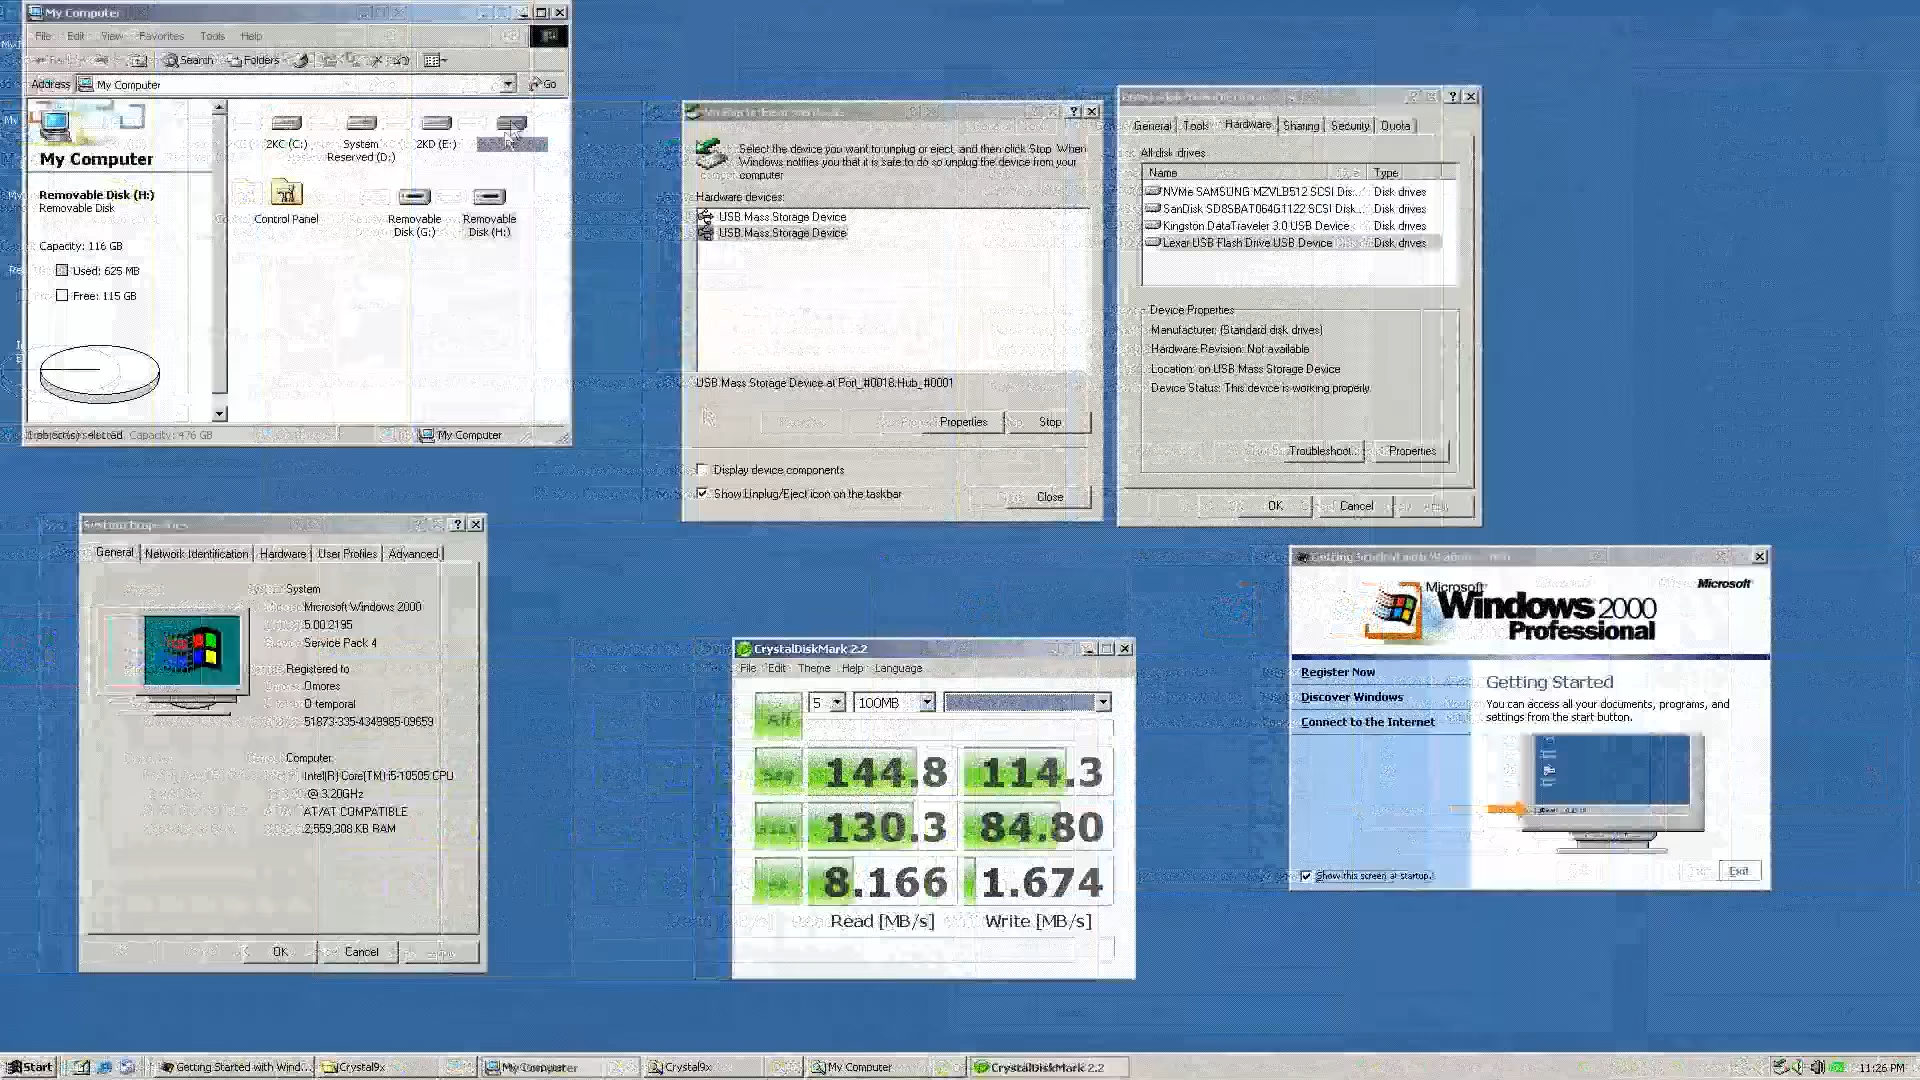 My Computer
File Edit View Favorites Tools Help
Search Folders
Address My Computer Go
My Computer
Removable Disk (H:)
Removable Disk
Capacity: 116 GB
Used: 625 MB
Free: 115 GB
2KC (C:)
System Reserved (D:)
2KD (E:)
Control Panel
Removable Disk (G:)
Removable Disk (H:)
Capacity: 476 GB
My Computer
Select the device you want to unplug or eject, and then click Stop. When
Windows notifies you that it is safe to do so unplug the device from your
computer
Hardware devices:
USB Mass Storage Device
USB Mass Storage Device
USB Mass Storage Device at Port_#0018.Hub_#0001
Properties Stop
Display device components
Show Unplug/Eject icon on the taskbar
Close
General Tools Hardware Sharing Security Quota
All disk drives
Name Type
NVMe SAMSUNG MZVLB512 SCSI Dis... Disk drives
SanDisk SD8SBAT064G1122 SCSI Disk... Disk drives
Kingston DataTraveler 3.0 USB Device Disk drives
Lexar USB Flash Drive USB Device Disk drives
Device Properties
Manufacturer: (Standard disk drives)
Hardware Revision: Not available
Location: on USB Mass Storage Device
Device Status: This device is working properly.
Troubleshoot... Properties
OK Cancel
System Properties
General Network Identification Hardware User Profiles Advanced
System:
Microsoft Windows 2000
5.00.2195
Service Pack 4
Registered to:
Omores
O temporal
51873-335-4349985-09659
Computer:
Intel(R) Core(TM) i5-10505 CPU
@ 3.20GHz
AT/AT COMPATIBLE
2,559,308 KB RAM
OK Cancel
CrystalDiskMark 2.2
File Edit Theme Help Language
All 5 100MB
Seq 144.8 114.3
130.3 84.80
8.166 1.674
Read [MB/s] Write [MB/s]
Microsoft
Microsoft
Windows 2000
Professional
Register Now
Discover Windows
Connect to the Internet
Getting Started
You can access all your documents, programs, and
settings from the start button.
Show this screen at startup.
Exit
Start Getting Started with Wind... Crystal9x My Computer Crystal9x My Computer CrystalDiskMark 2.2 11:26 PM